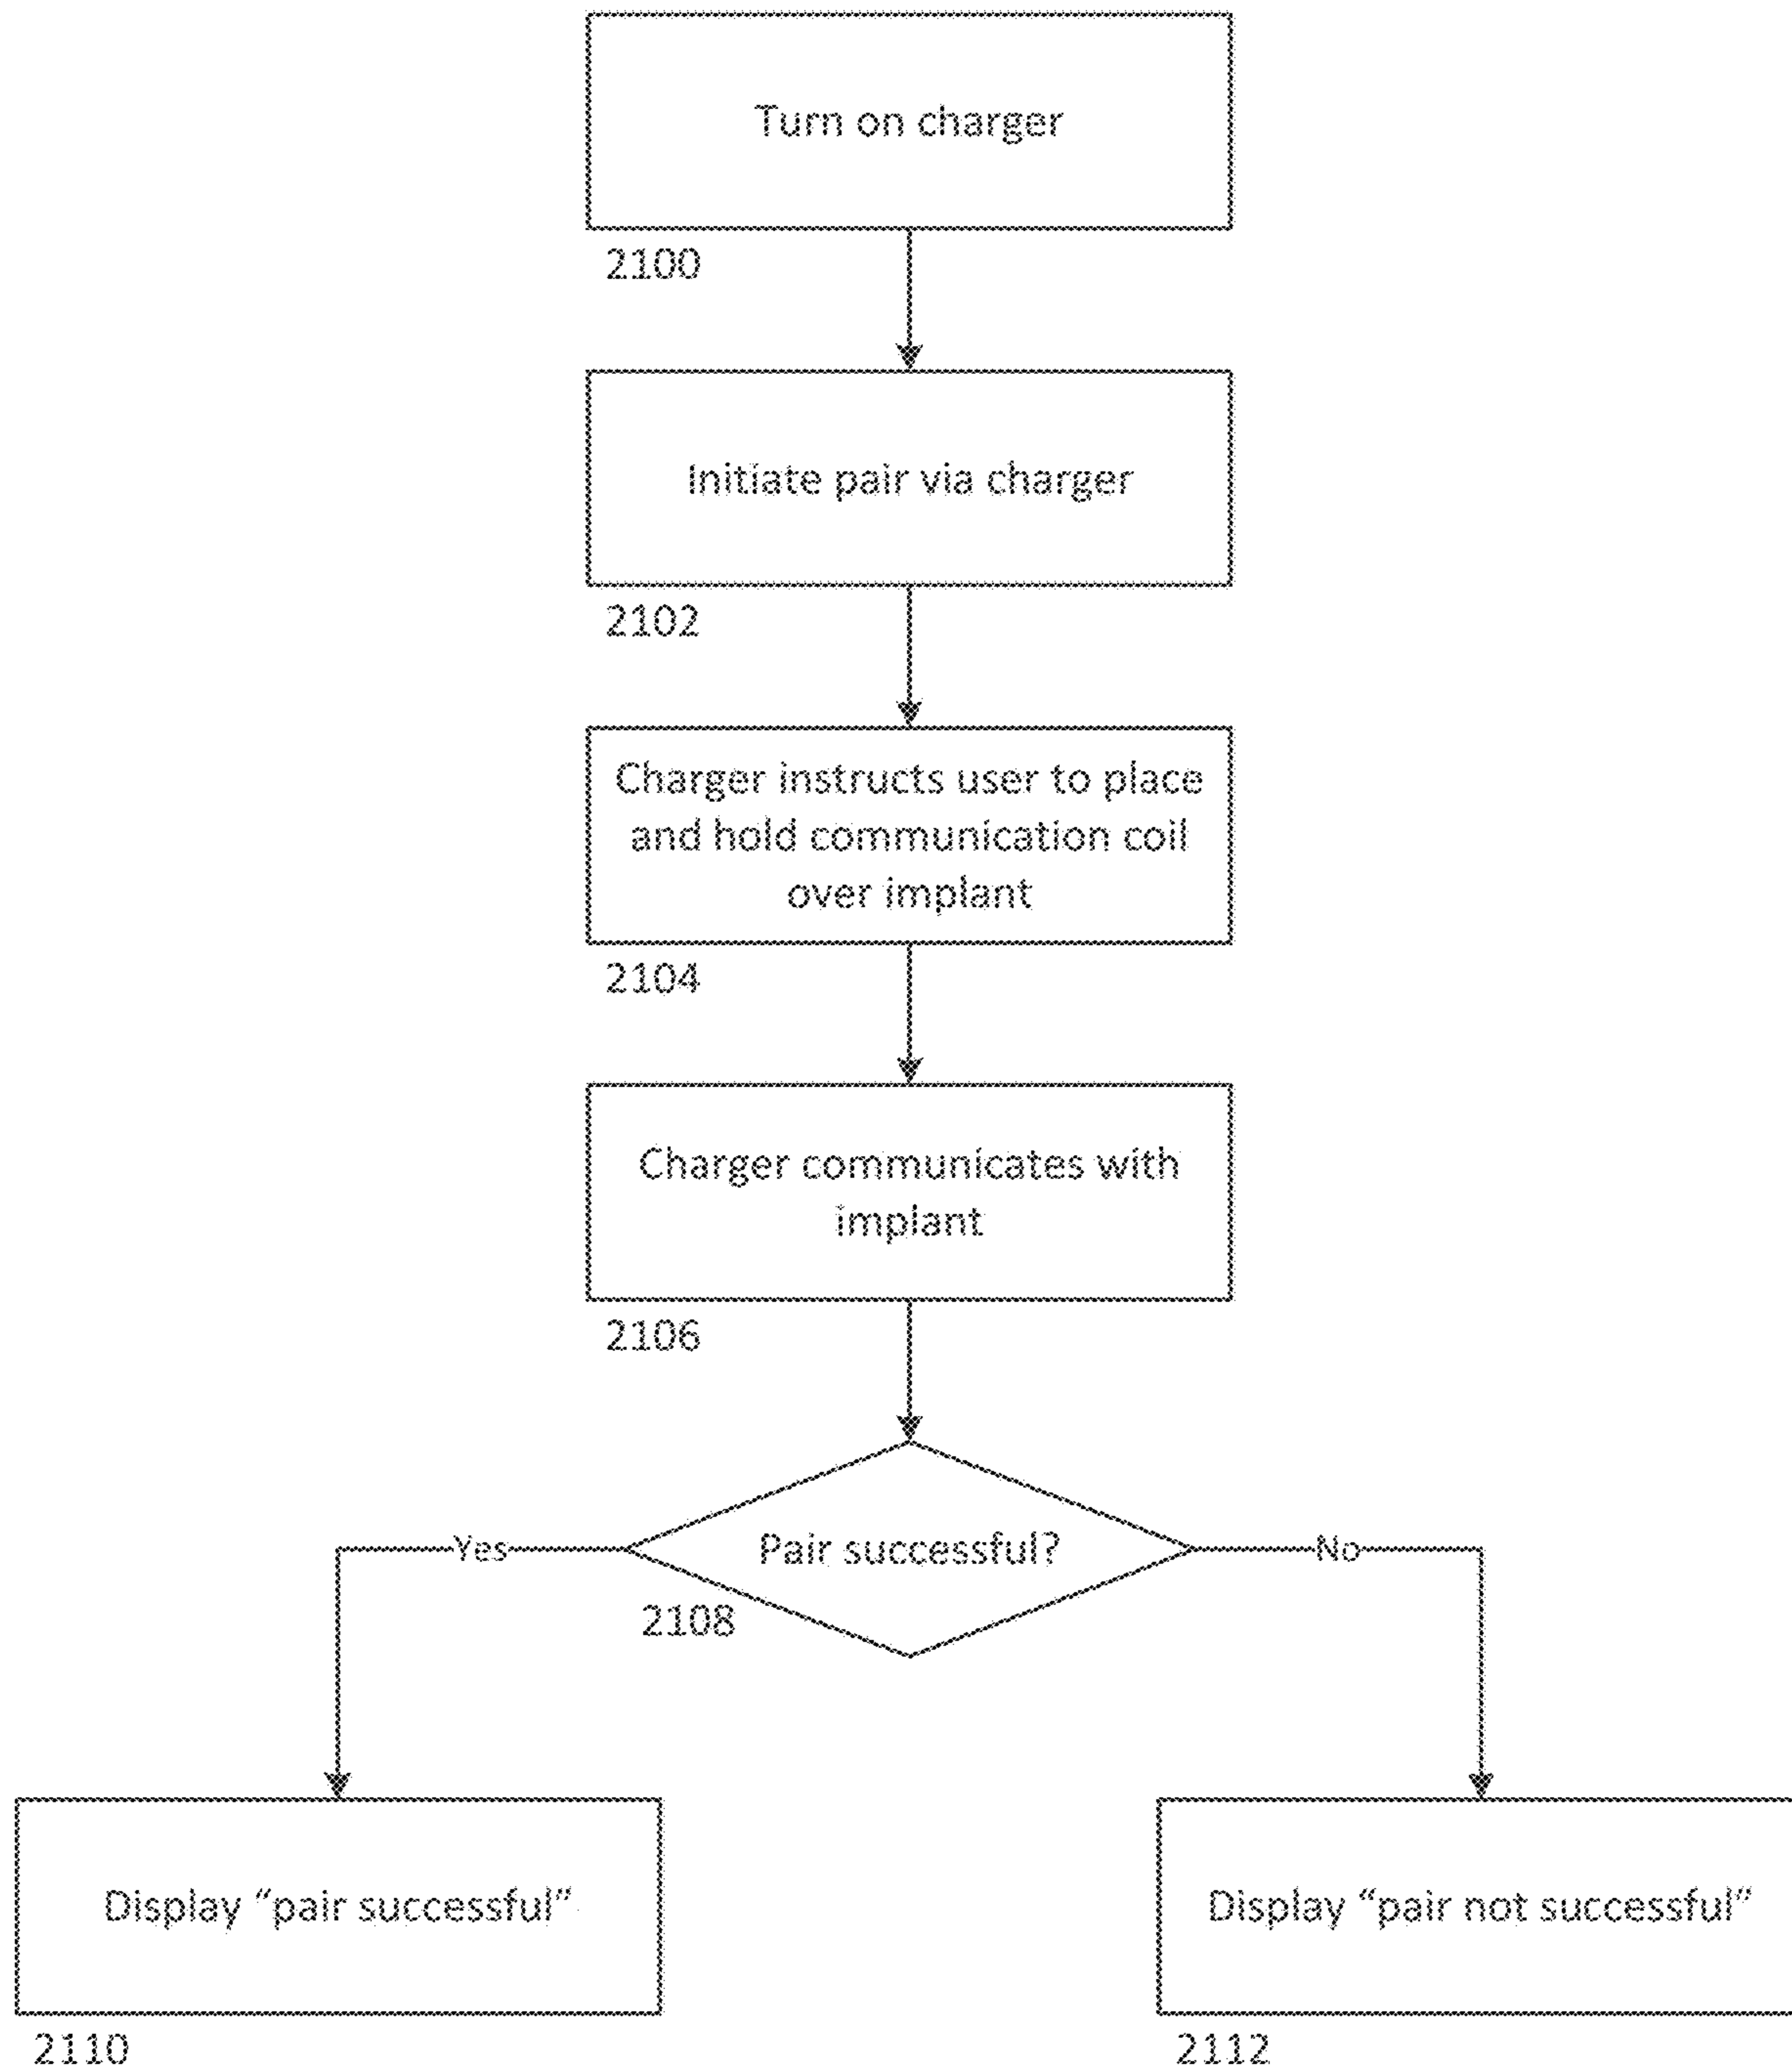 Turn on charger
2100
Initiate pair via charger
2102
Charger instructs user to place
and hold communication coil
over implant
2104
Charger communicates with
implant
2106
Yes
Pair successful?
No
2108
Display “pair successful”
Display “pair not successful”
2110
2112